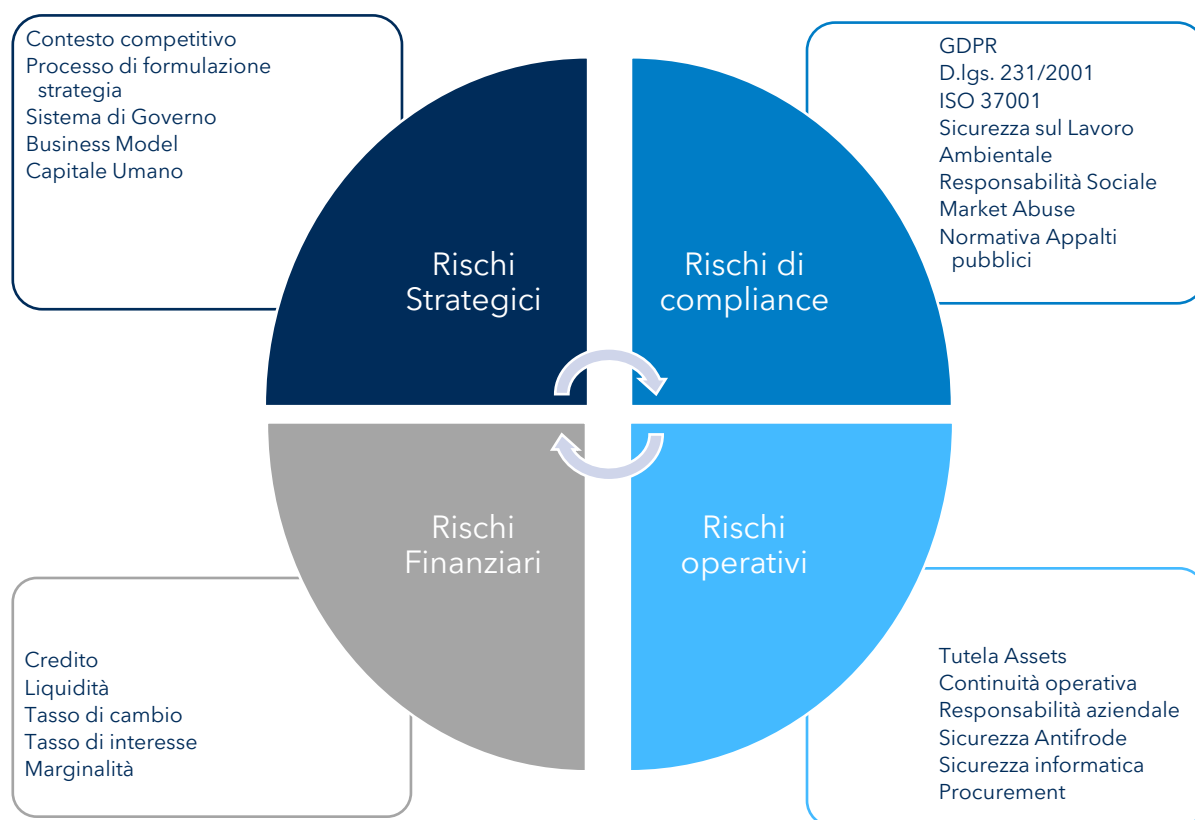 Contesto competitivo
Processo di formulazione
strategia
Sistema di Governo
Business Model
Capitale Umano
GDPR
D.lgs. 231/2001
ISO 37001
Sicurezza sul Lavoro
Ambientale
Responsabilità Sociale
Market Abuse
Normativa Appalti
pubblici
Rischi
Strategici
Rischi di
compliance
Rischi
Finanziari
Rischi
operativi
Credito
Liquidità
Tasso di cambio
Tasso di interesse
Marginalità
Tutela Assets
Continuità operativa
Responsabilità aziendale
Sicurezza Antifrode
Sicurezza informatica
Procurement